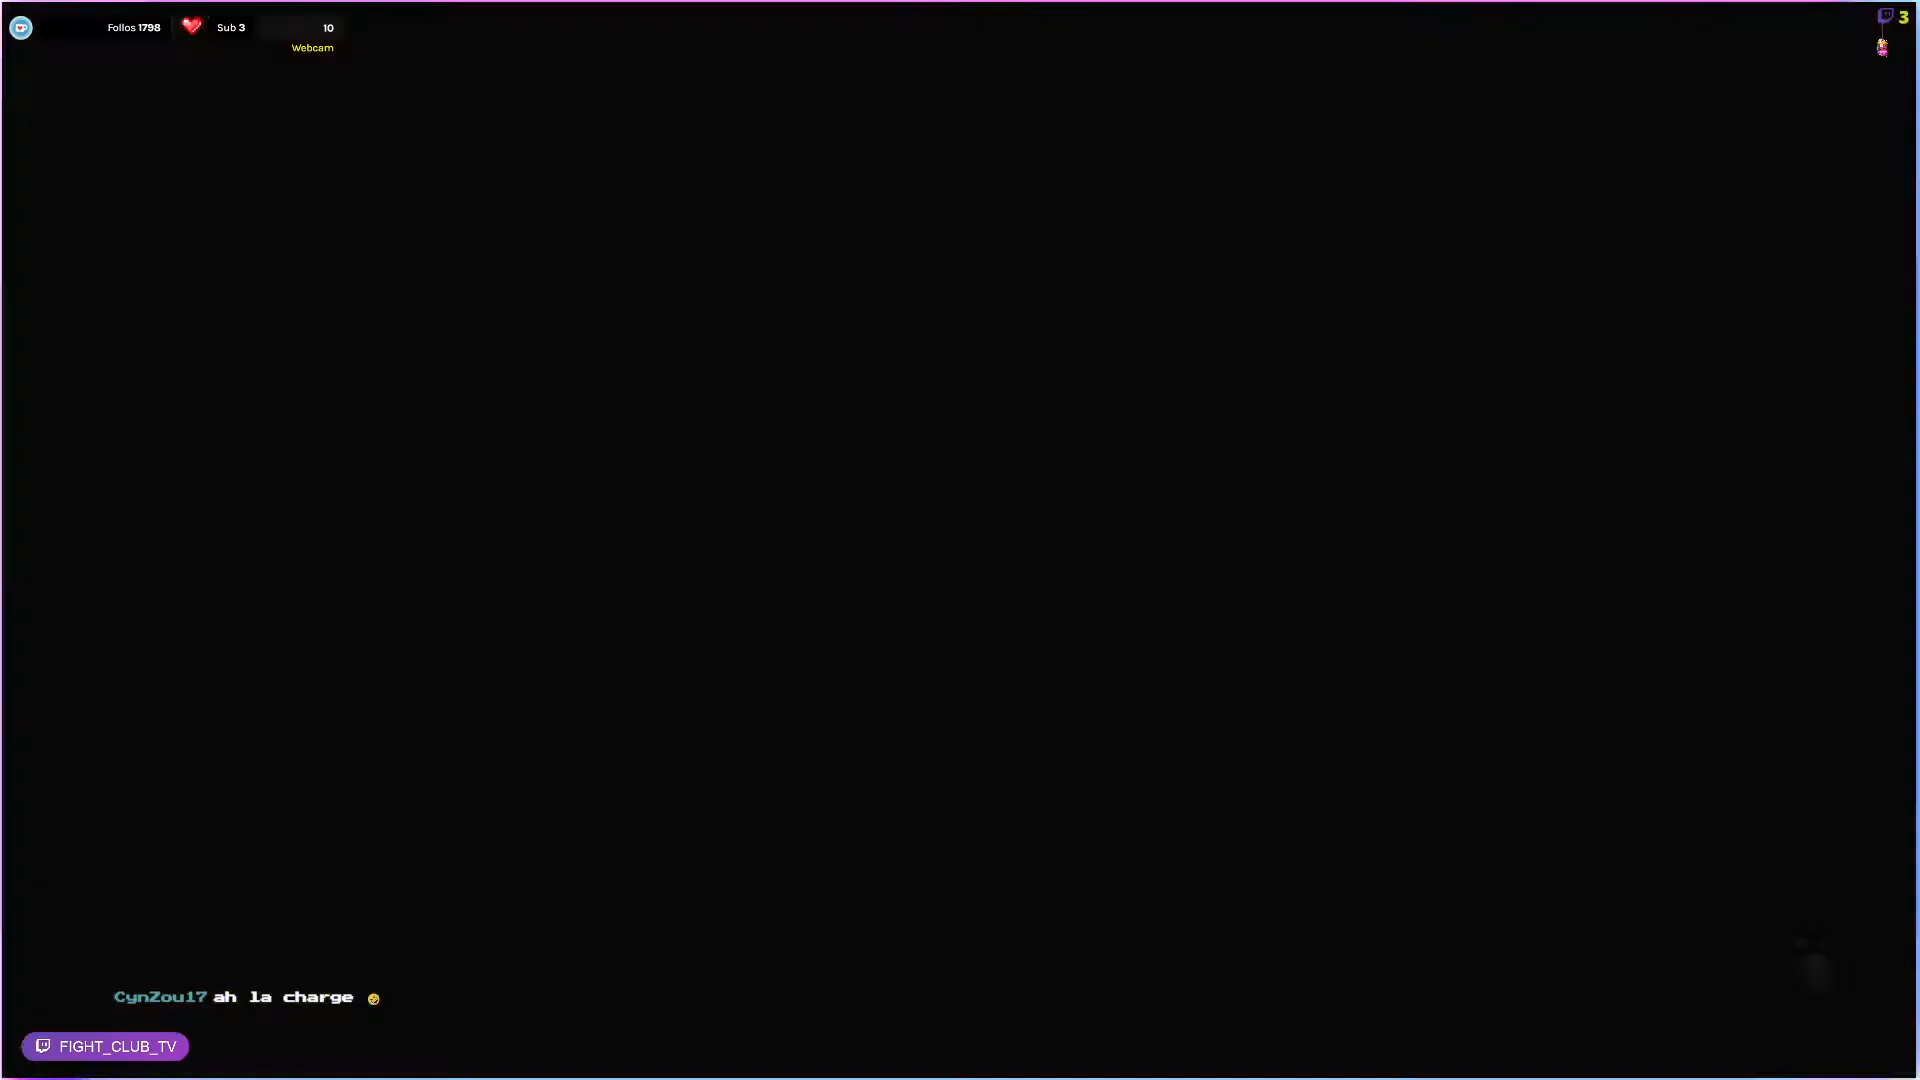 Follos 1798
Sub 3
10
Webcam
3
CynZou17 ah la charge 🤣
FIGHT_CLUB_TV